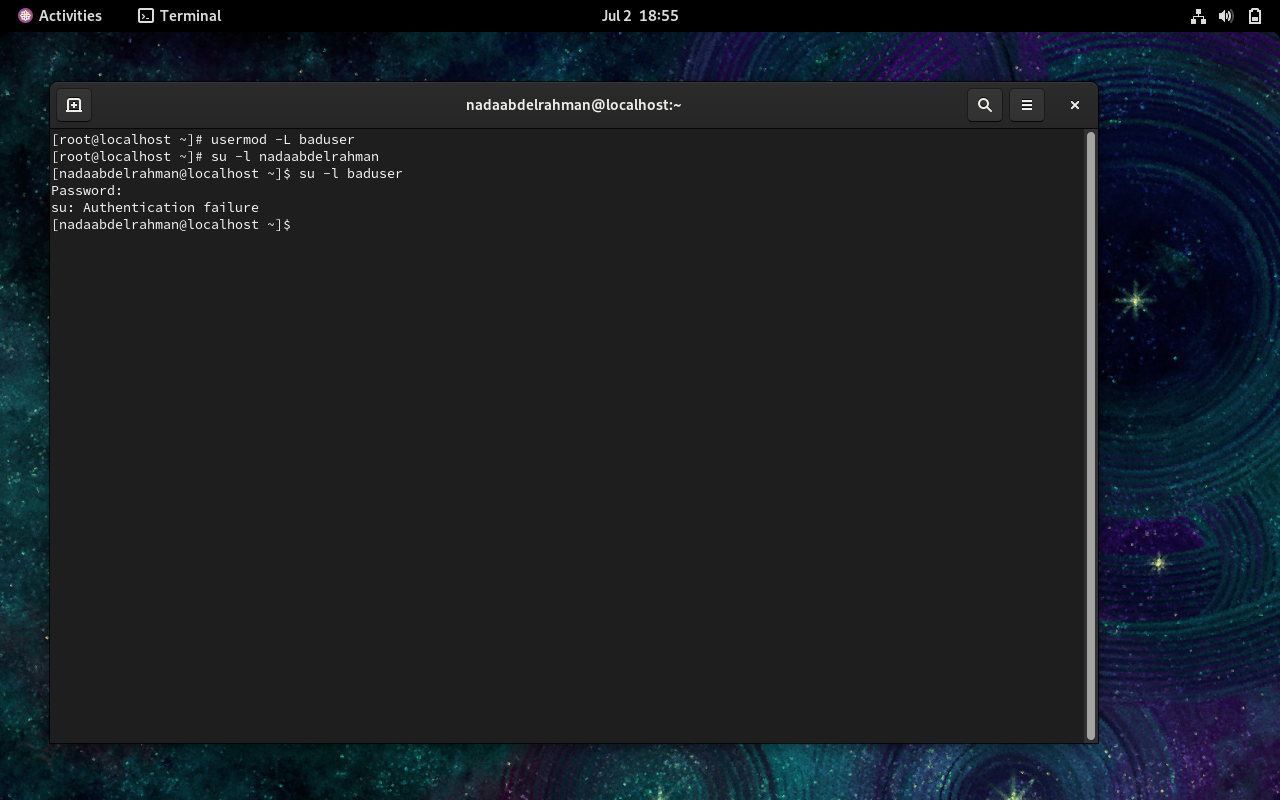 Activities Terminal Jul 2 18:55
nadaabdelrahman@localhost:~
[root@localhost ~]# usermod -L baduser
[root@localhost ~]# su -l nadaabdelrahman
[nadaabdelrahman@localhost ~]$ su -l baduser
Password:
su: Authentication failure
[nadaabdelrahman@localhost ~]$